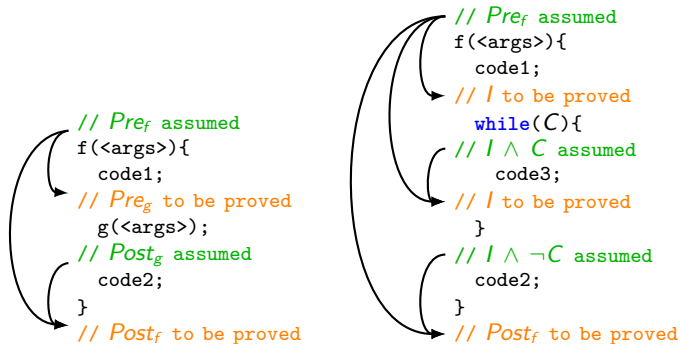 // Pre_f assumed
f(<args>){
code1;
// Pre_g to be proved
g(<args>);
// Post_g assumed
code2;
}
// Post_f to be proved
// Pre_f assumed
f(<args>){
code1;
// I to be proved
while(C){
// I ∧ C assumed
code3;
// I to be proved
}
// I ∧ ¬C assumed
code2;
}
// Post_f to be proved